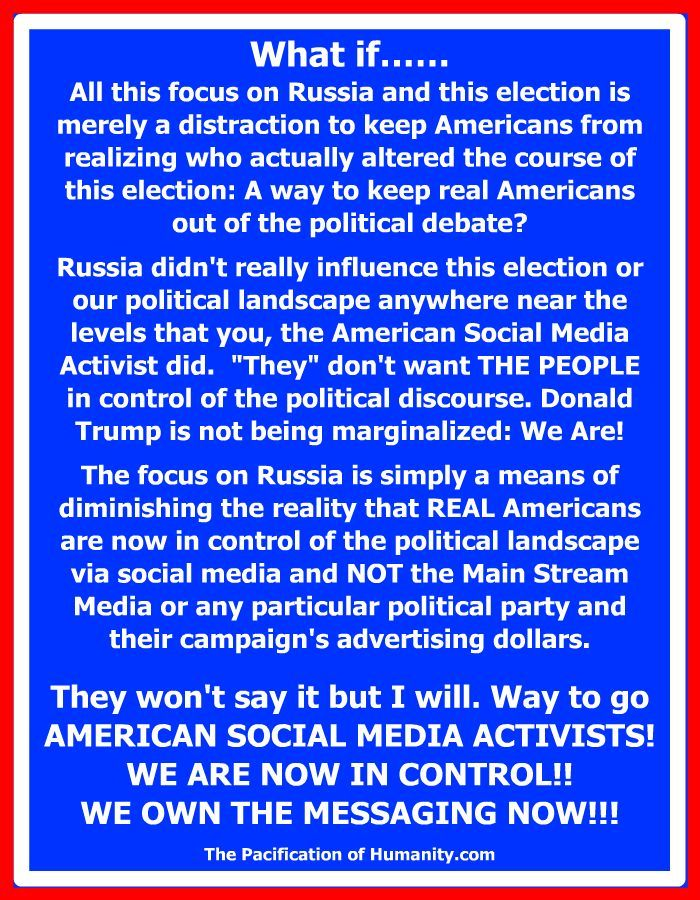 What if......
All this focus on Russia and this election is
merely a distraction to keep Americans from
realizing who actually altered the course of
this election: A way to keep real Americans
out of the political debate?
Russia didn't really influence this election or
our political landscape anywhere near the
levels that you, the American Social Media
Activist did.  "They" don't want THE PEOPLE
in control of the political discourse. Donald
Trump is not being marginalized: We Are!
The focus on Russia is simply a means of
diminishing the reality that REAL Americans
are now in control of the political landscape
via social media and NOT the Main Stream
Media or any particular political party and
their campaign's advertising dollars.
They won't say it but I will. Way to go
AMERICAN SOCIAL MEDIA ACTIVISTS!
WE ARE NOW IN CONTROL!!
WE OWN THE MESSAGING NOW!!!
The Pacification of Humanity.com